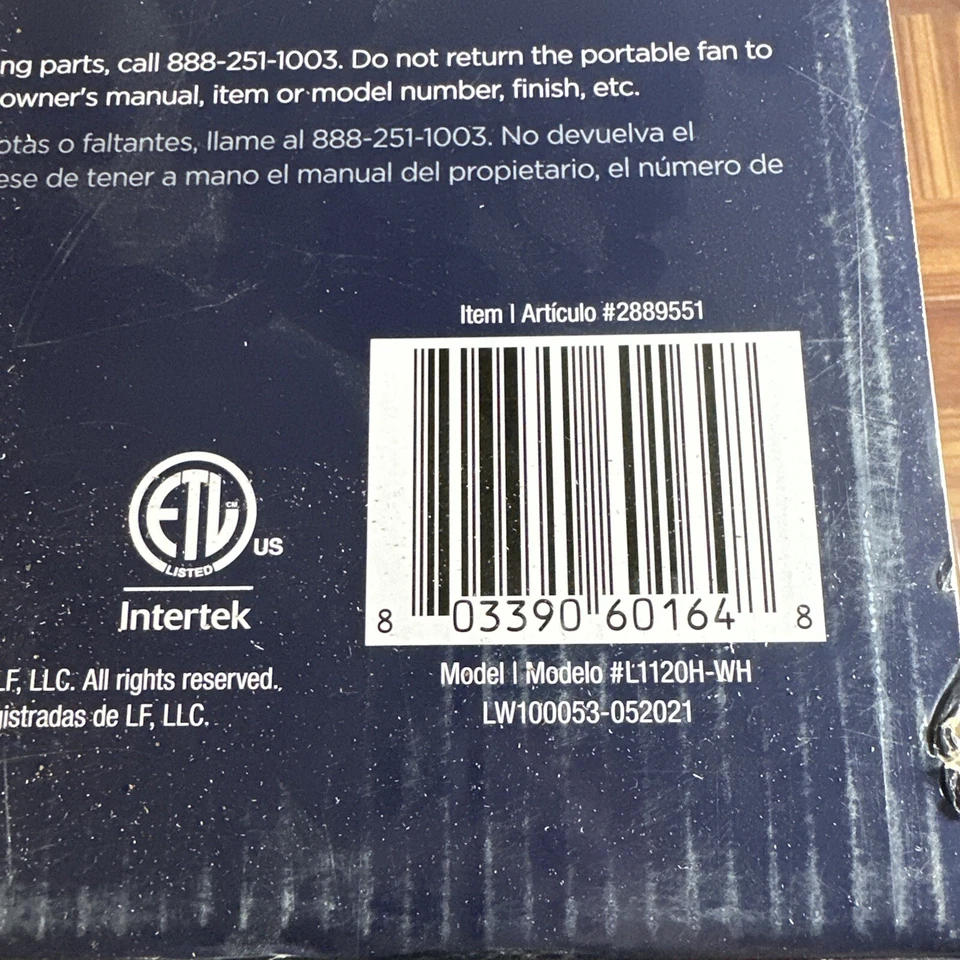 ng parts, call 888-251-1003. Do not return the portable fan to
owner's manual, item or model number, finish, etc.
otas o faltantes, llame al 888-251-1003. No devuelva el
ese de tener a mano el manual del propietario, el número de
Item | Artículo #2889551
ETL CM
LISTED
US
Intertek
8 03390 60164 8
LF, LLC. All rights reserved.
gistradas de LF, LLC.
Model | Modelo #L1120H-WH
LW100053-052021